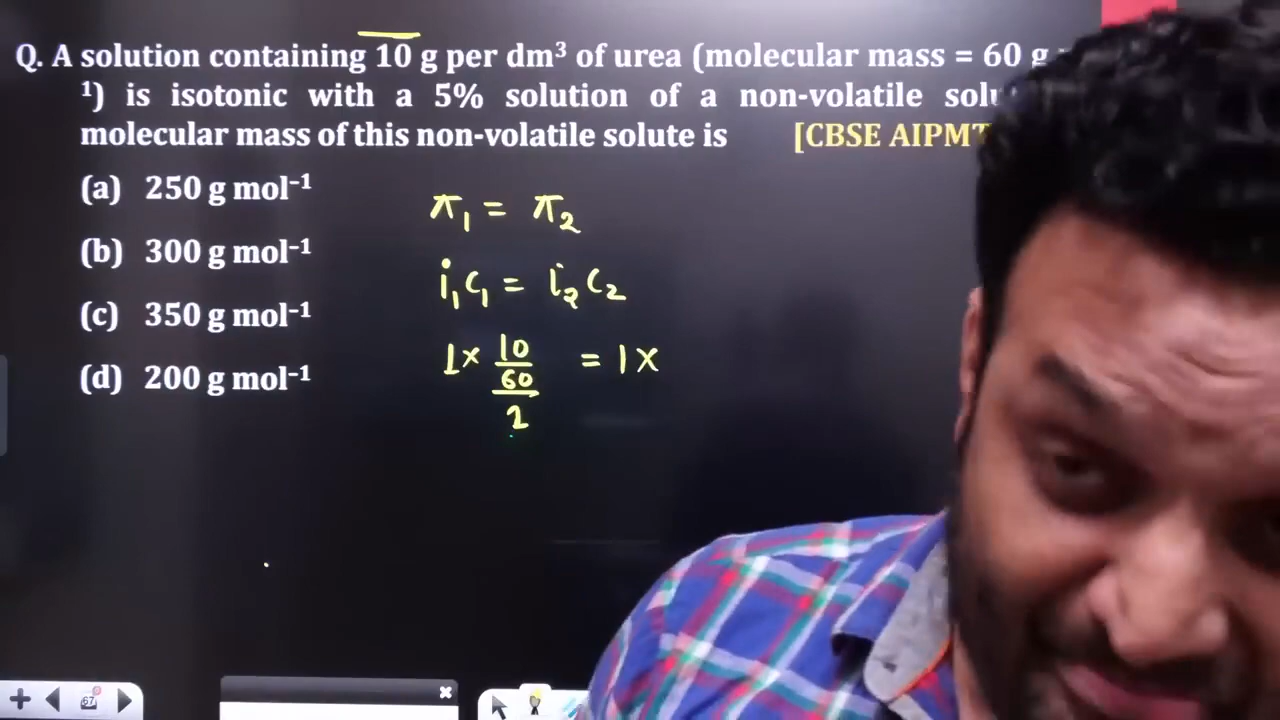 Q. A solution containing 10 g per dm³ of urea (molecular mass = 60 g
¹) is isotonic with a 5% solution of a non-volatile
molecular mass of this non-volatile solute is [CBSE AIPMT
(a) 250 g mol⁻¹
(b) 300 g mol⁻¹
(c) 350 g mol⁻¹
(d) 200 g mol⁻¹
π₁ = π₂
i₁C₁ = i₂C₂
1 × 10 = 1 ×
60
67